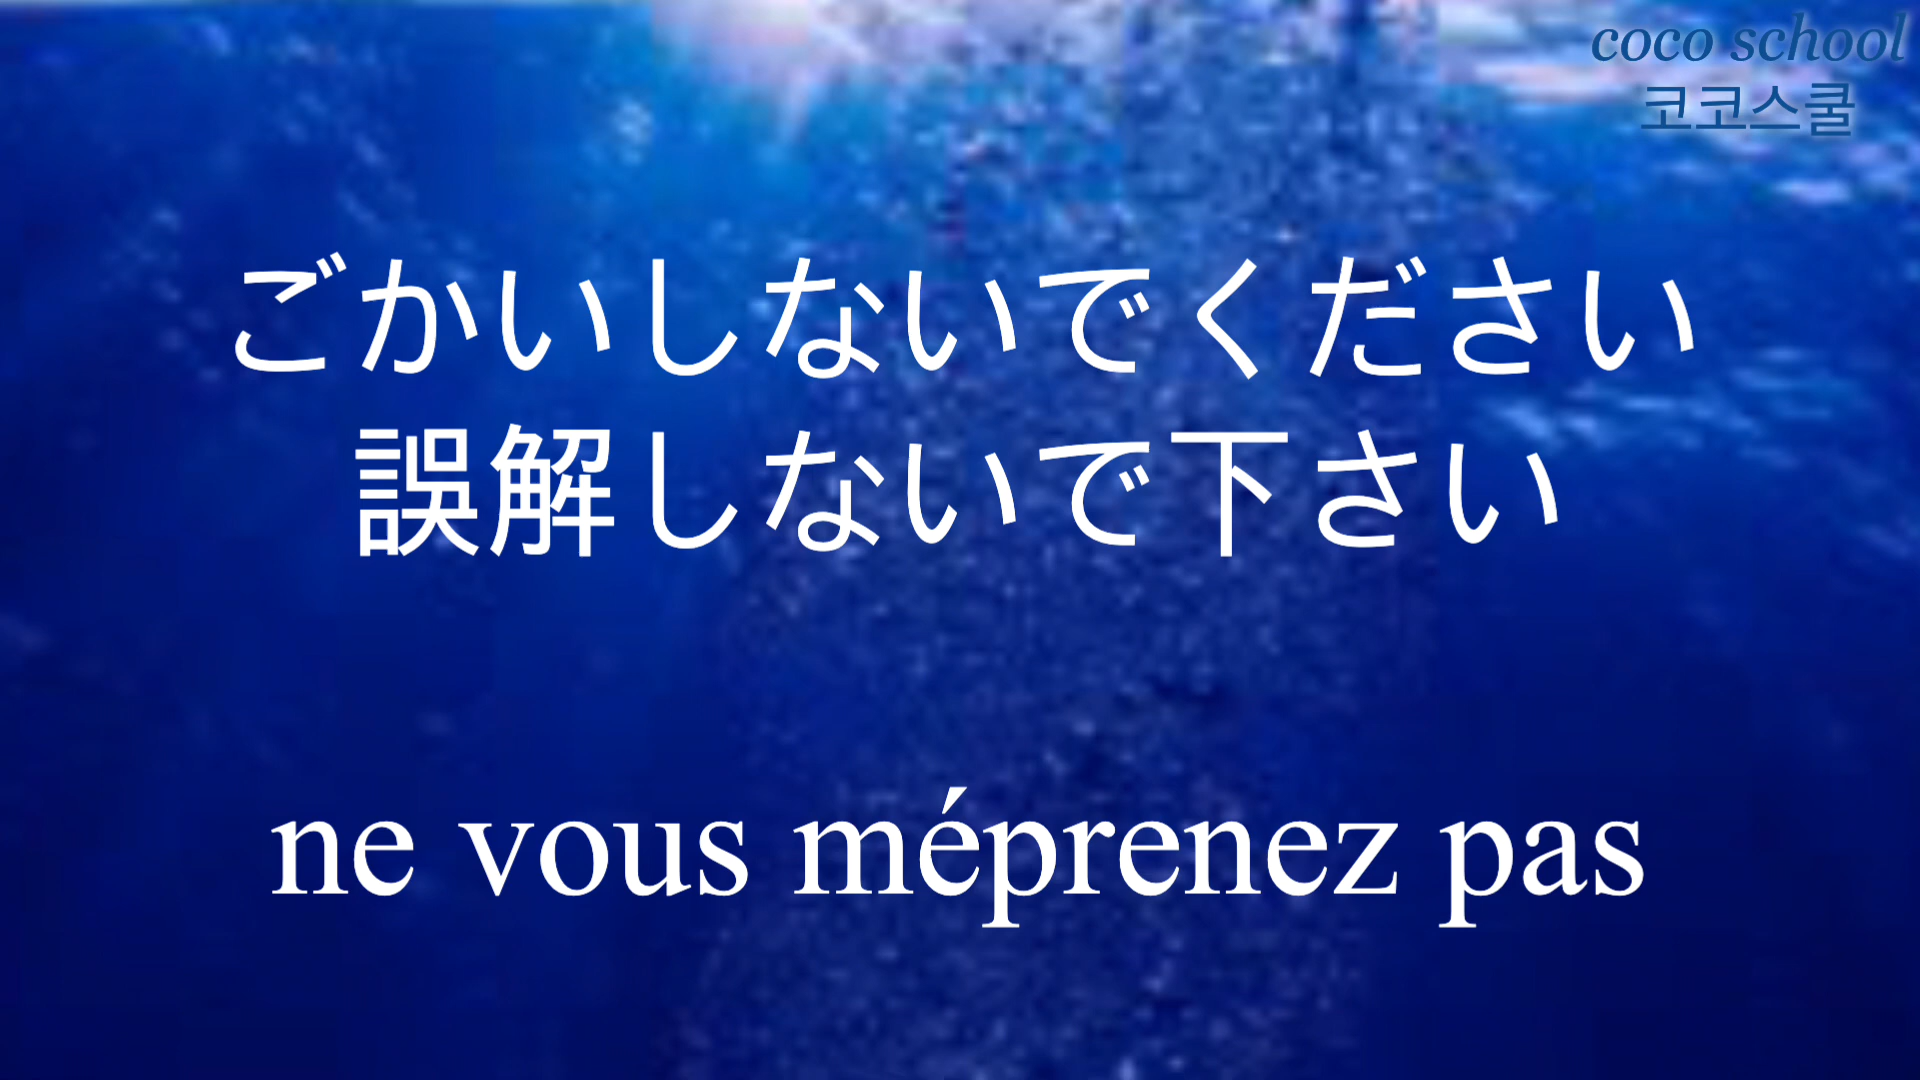 coco school
코코스쿨
ごかいしないでください
誤解しないで下さい
ne vous méprenez pas